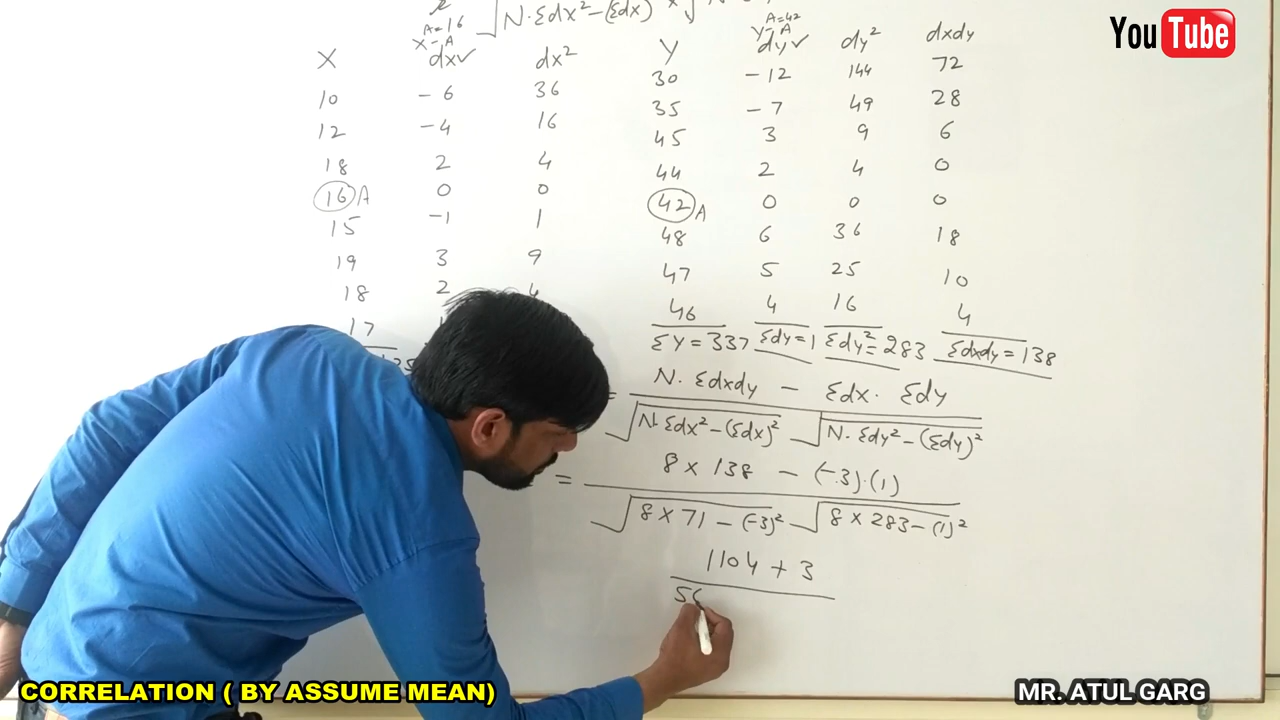 √N·Σdx²-(Σdx)² × √N
A=16 A=42
X-A Y-A
X dx✓ dx² Y dy✓ dy² dxdy
10 -6 36 30 -12 144 72
12 -4 16 35 -7 49 28
18 2 4 45 3 9 6
16 A 0 0 44 2 4 0
15 -1 1 42 A 0 0 0
19 3 9 48 6 36 18
18 2 4 47 5 25 10
17 46 4 16 4
ΣY=337 Σdy=1 Σdy²=283 Σdxdy=138
= N. Σdxdy - Σdx. Σdy
√N·Σdx²-(Σdx)² √N.Σdy²-(Σdy)²
= 8 × 138 - (-3)·(1)
√8 × 71 - (-3)² √8 × 283 - (1)²
1104 + 3
56
YouTube
CORRELATION ( BY ASSUME MEAN)
MR. ATUL GARG